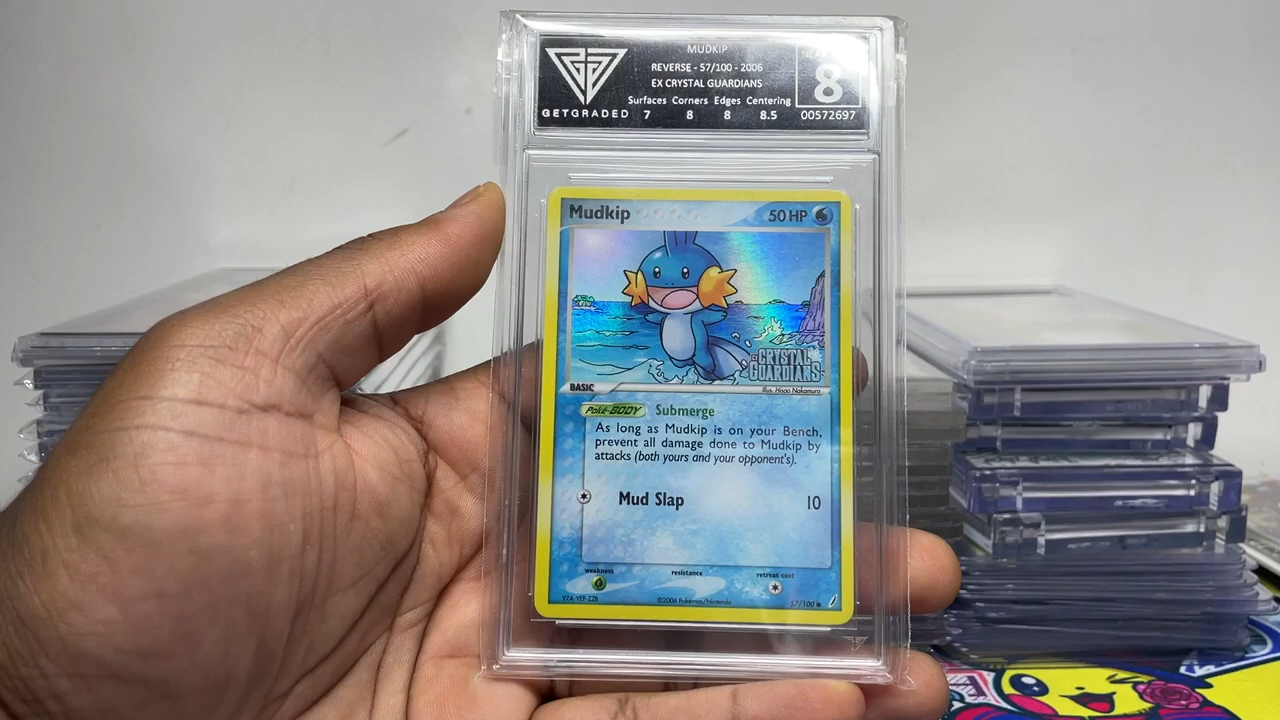 MUDKIP
REVERSE - 57/100 - 2006
EX CRYSTAL GUARDIANS
Surfaces Corners Edges Centering
7 8 8 8.5
GETGRADED
8
00572697
Mudkip
50 HP
CRYSTAL
GUARDIANS
BASIC
Illus. Hisao Nakamura
Poké-BODY Submerge
As long as Mudkip is on your Bench,
prevent all damage done to Mudkip by
attacks (both yours and your opponent's).
Mud Slap 10
weakness resistance retreat cost
©2006 Pokémon/Nintendo
57/100